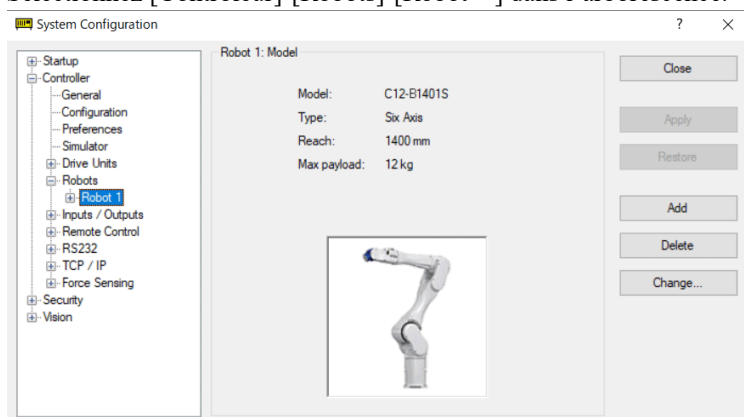 System Configuration
? ×
Startup
Controller
General
Configuration
Preferences
Simulator
Drive Units
Robots
Robot 1
Inputs / Outputs
Remote Control
RS232
TCP / IP
Force Sensing
Security
Vision
Robot 1: Model
Model: C12-B1401S
Type: Six Axis
Reach: 1400 mm
Max payload: 12 kg
Close
Apply
Restore
Add
Delete
Change...